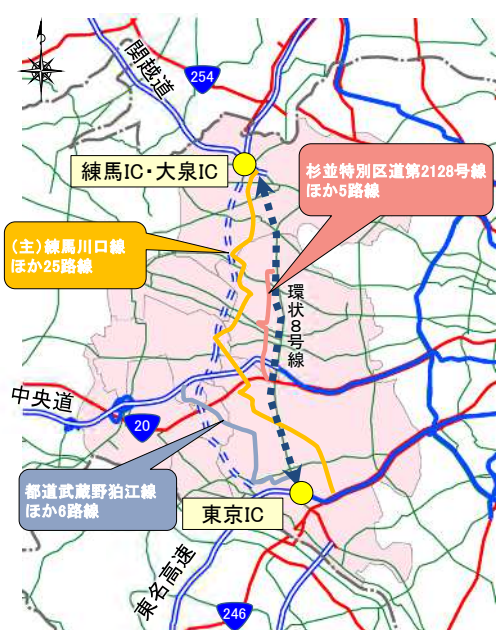 関越道
254
練馬IC・大泉IC
杉並特別区道第2128号線
ほか5路線
(主)練馬川口線
ほか25路線
環状8号線
中央道
20
都道武蔵野狛江線
ほか6路線
東京IC
東名高速
246